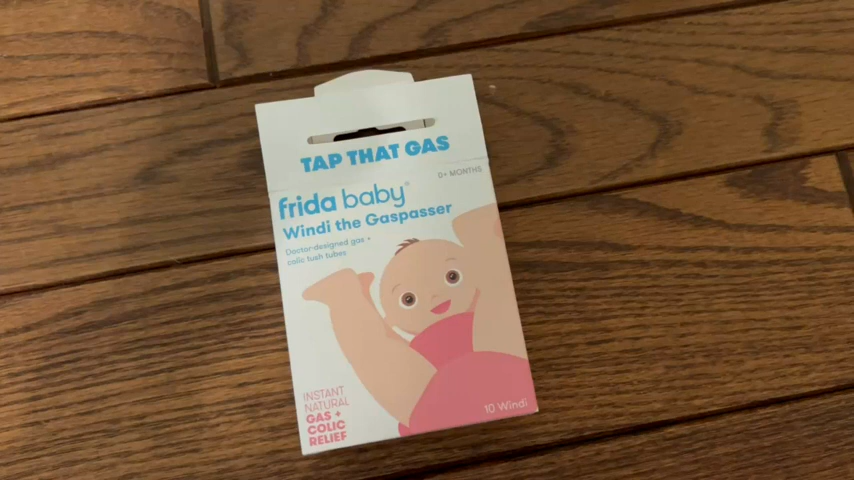 TAP THAT GAS
0+ MONTHS
frida baby®
Windi the Gaspasser
Doctor-designed gas +
colic tush tubes
INSTANT,
NATURAL
GAS +
COLIC
RELIEF
10 Windi